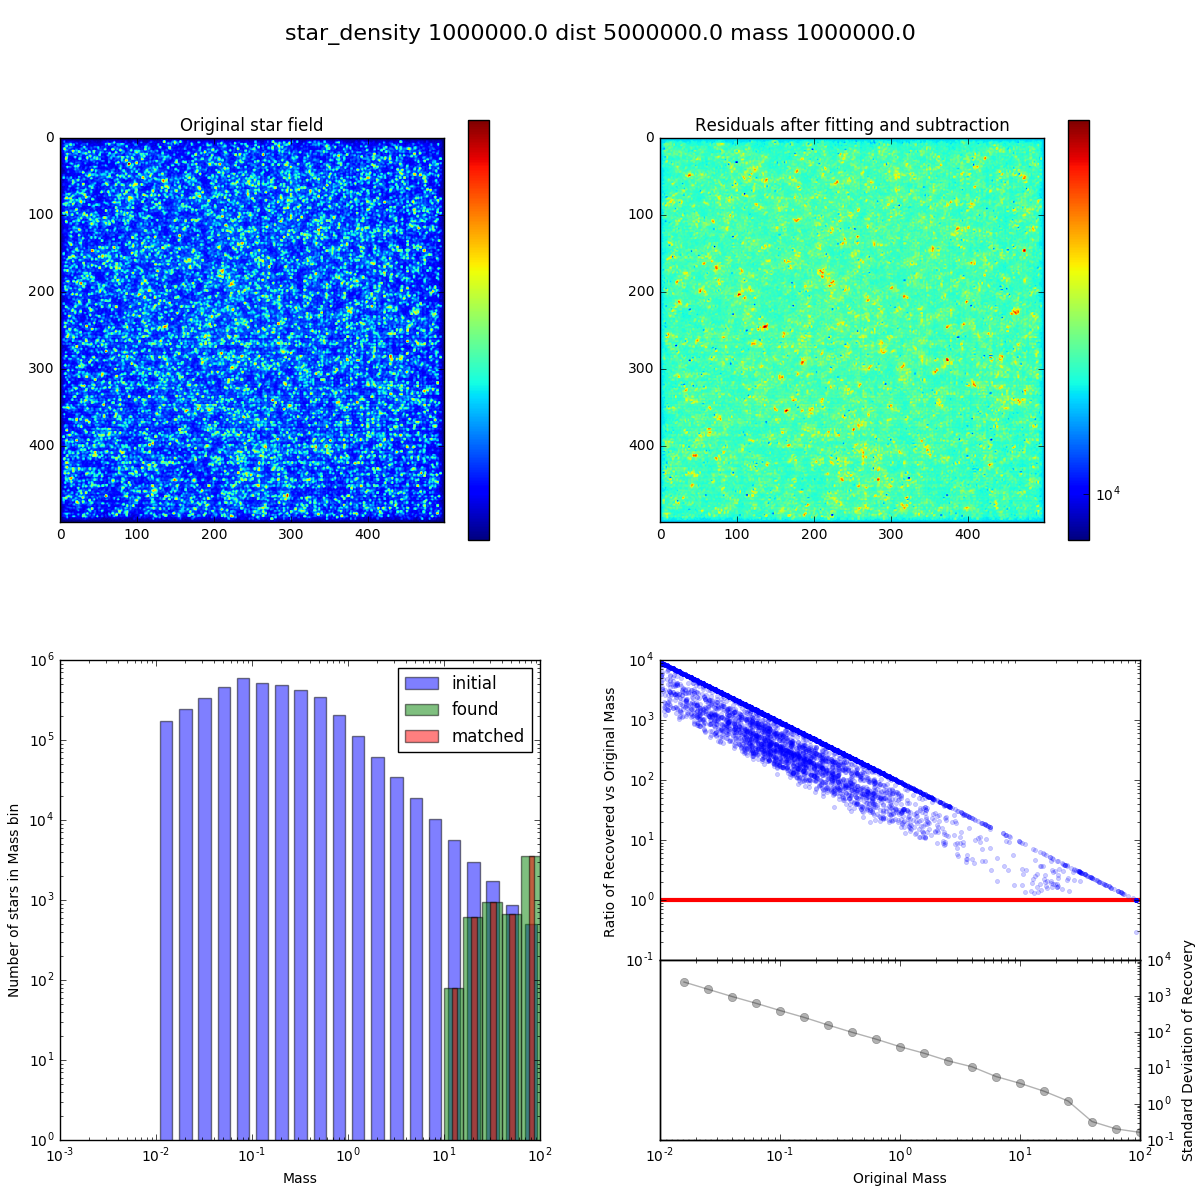 star_density 1000000.0 dist 5000000.0 mass 1000000.0
Original star field
Residuals after fitting and subtraction
0
100
200
300
400
0 100 200 300 400
0
100
200
300
400
0 100 200 300 400
10^4
10^6
10^5
10^4
10^3
10^2
10^1
10^0
Number of stars in Mass bin
initial
found
matched
10^-3 10^-2 10^-1 10^0 10^1 10^2
Mass
10^4
10^3
10^2
10^1
10^0
10^-1
Ratio of Recovered vs Original Mass
10^4
10^3
10^2
10^1
10^0
10^-1
Standard Deviation of Recovery
10^-2 10^-1 10^0 10^1 10^2
Original Mass